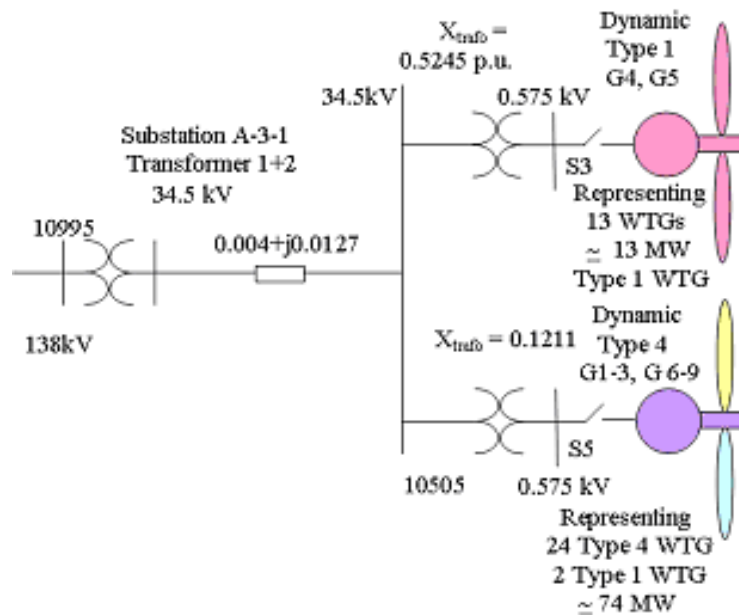 X_trafo =
0.5245 p.u.
Dynamic
Type 1
G4, G5
34.5kV
0.575 kV
Substation A-3-1
Transformer 1+2
34.5 kV
S3
Representing
13 WTGs
≃ 13 MW
Type 1 WTG
10995
0.004+j0.0127
138kV
X_trafo = 0.1211
Dynamic
Type 4
G1-3, G 6-9
S5
10505
0.575 kV
Representing
24 Type 4 WTG
2 Type 1 WTG
≃ 74 MW